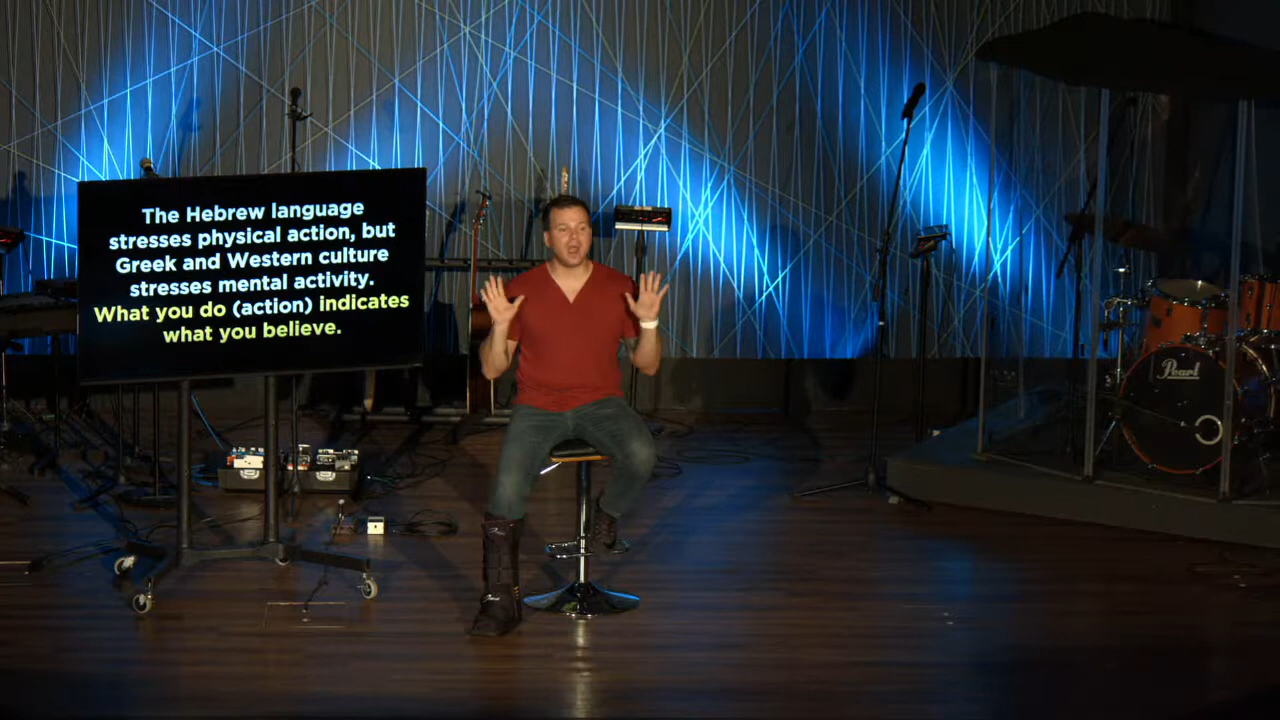 The Hebrew language
stresses physical action, but
Greek and Western culture
stresses mental activity.
What you do (action) indicates
what you believe.
Pearl